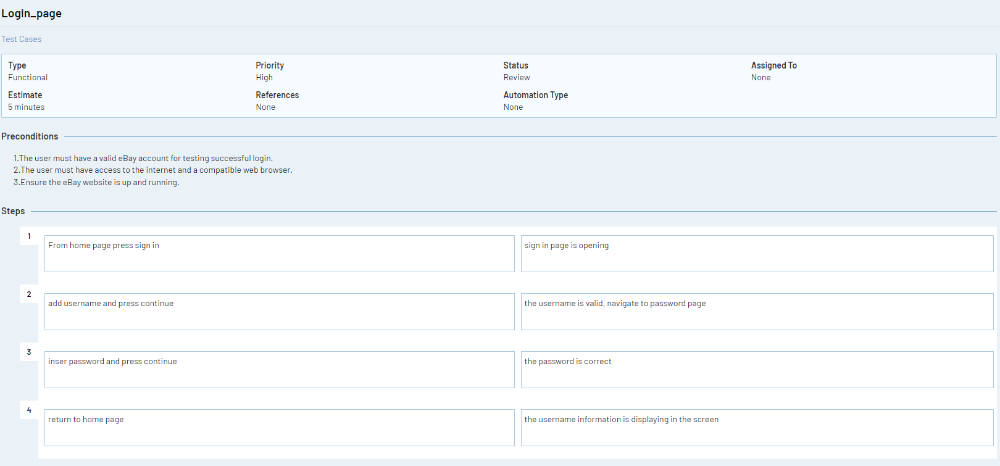 Login_page
Test Cases
Type Priority Status Assigned To
Functional High Review None
Estimate References Automation Type
5 minutes None None
Preconditions
1.The user must have a valid eBay account for testing successful login.
2.The user must have access to the internet and a compatible web browser.
3.Ensure the eBay website is up and running.
Steps
1
From home page press sign in
sign in page is opening
2
add username and press continue
the username is valid, navigate to password page
3
inser password and press continue
the password is correct
4
return to home page
the username information is displaying in the screen